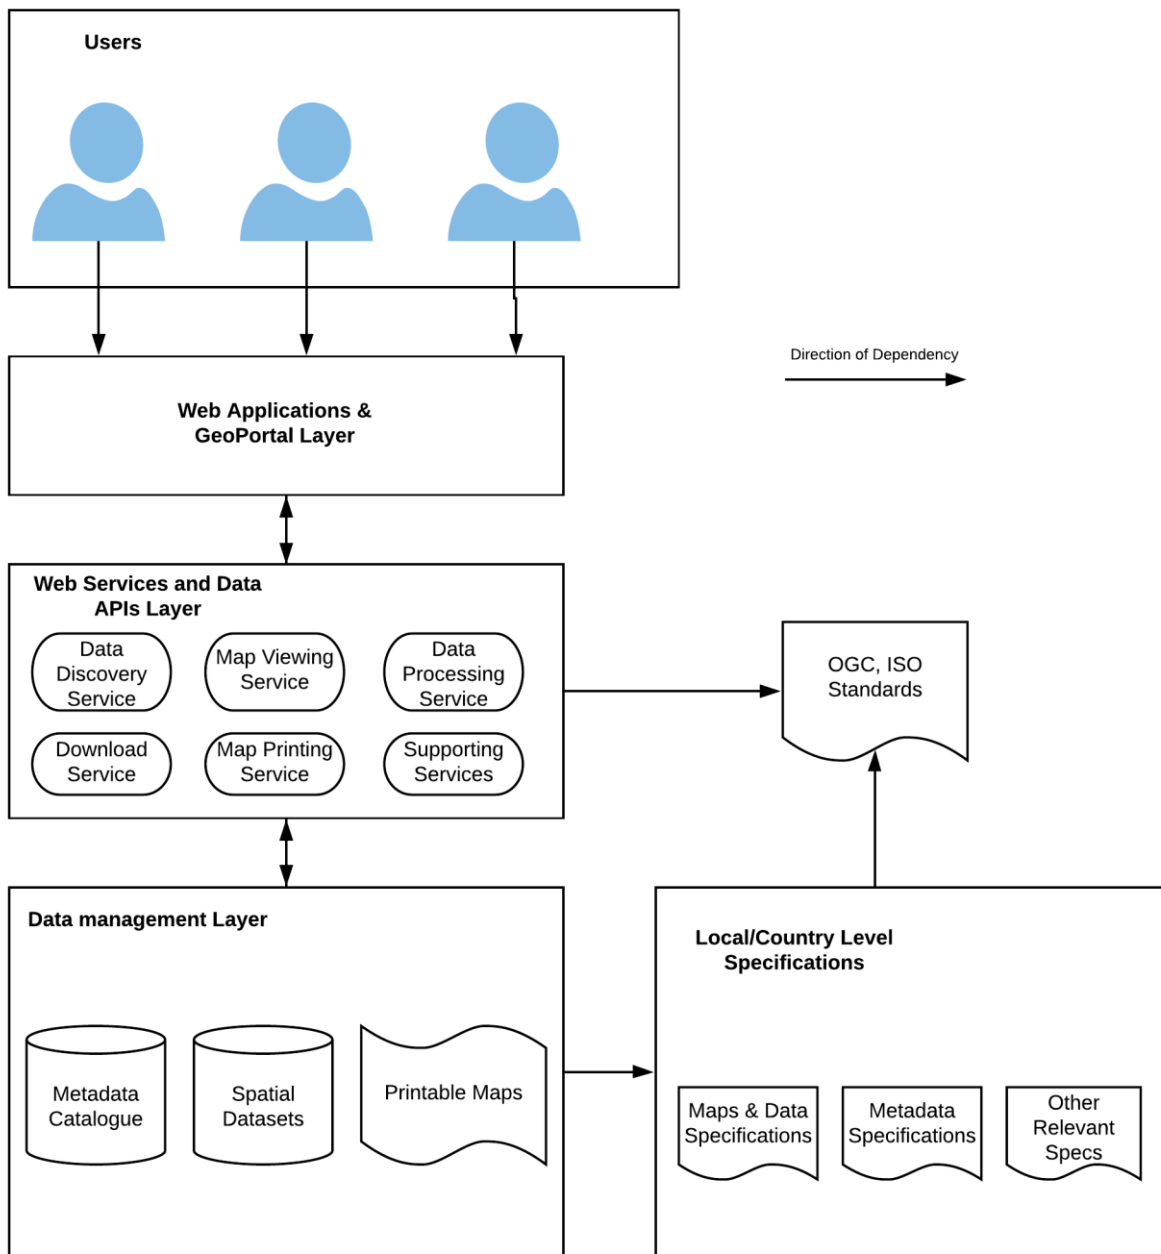 Users
Direction of Dependency
Web Applications &
GeoPortal Layer
Web Services and Data
APIs Layer
Data
Discovery
Service
Map Viewing
Service
Data
Processing
Service
Download
Service
Map Printing
Service
Supporting
Services
OGC, ISO
Standards
Data management Layer
Metadata
Catalogue
Spatial
Datasets
Printable Maps
Local/Country Level
Specifications
Maps & Data
Specifications
Metadata
Specifications
Other
Relevant
Specs